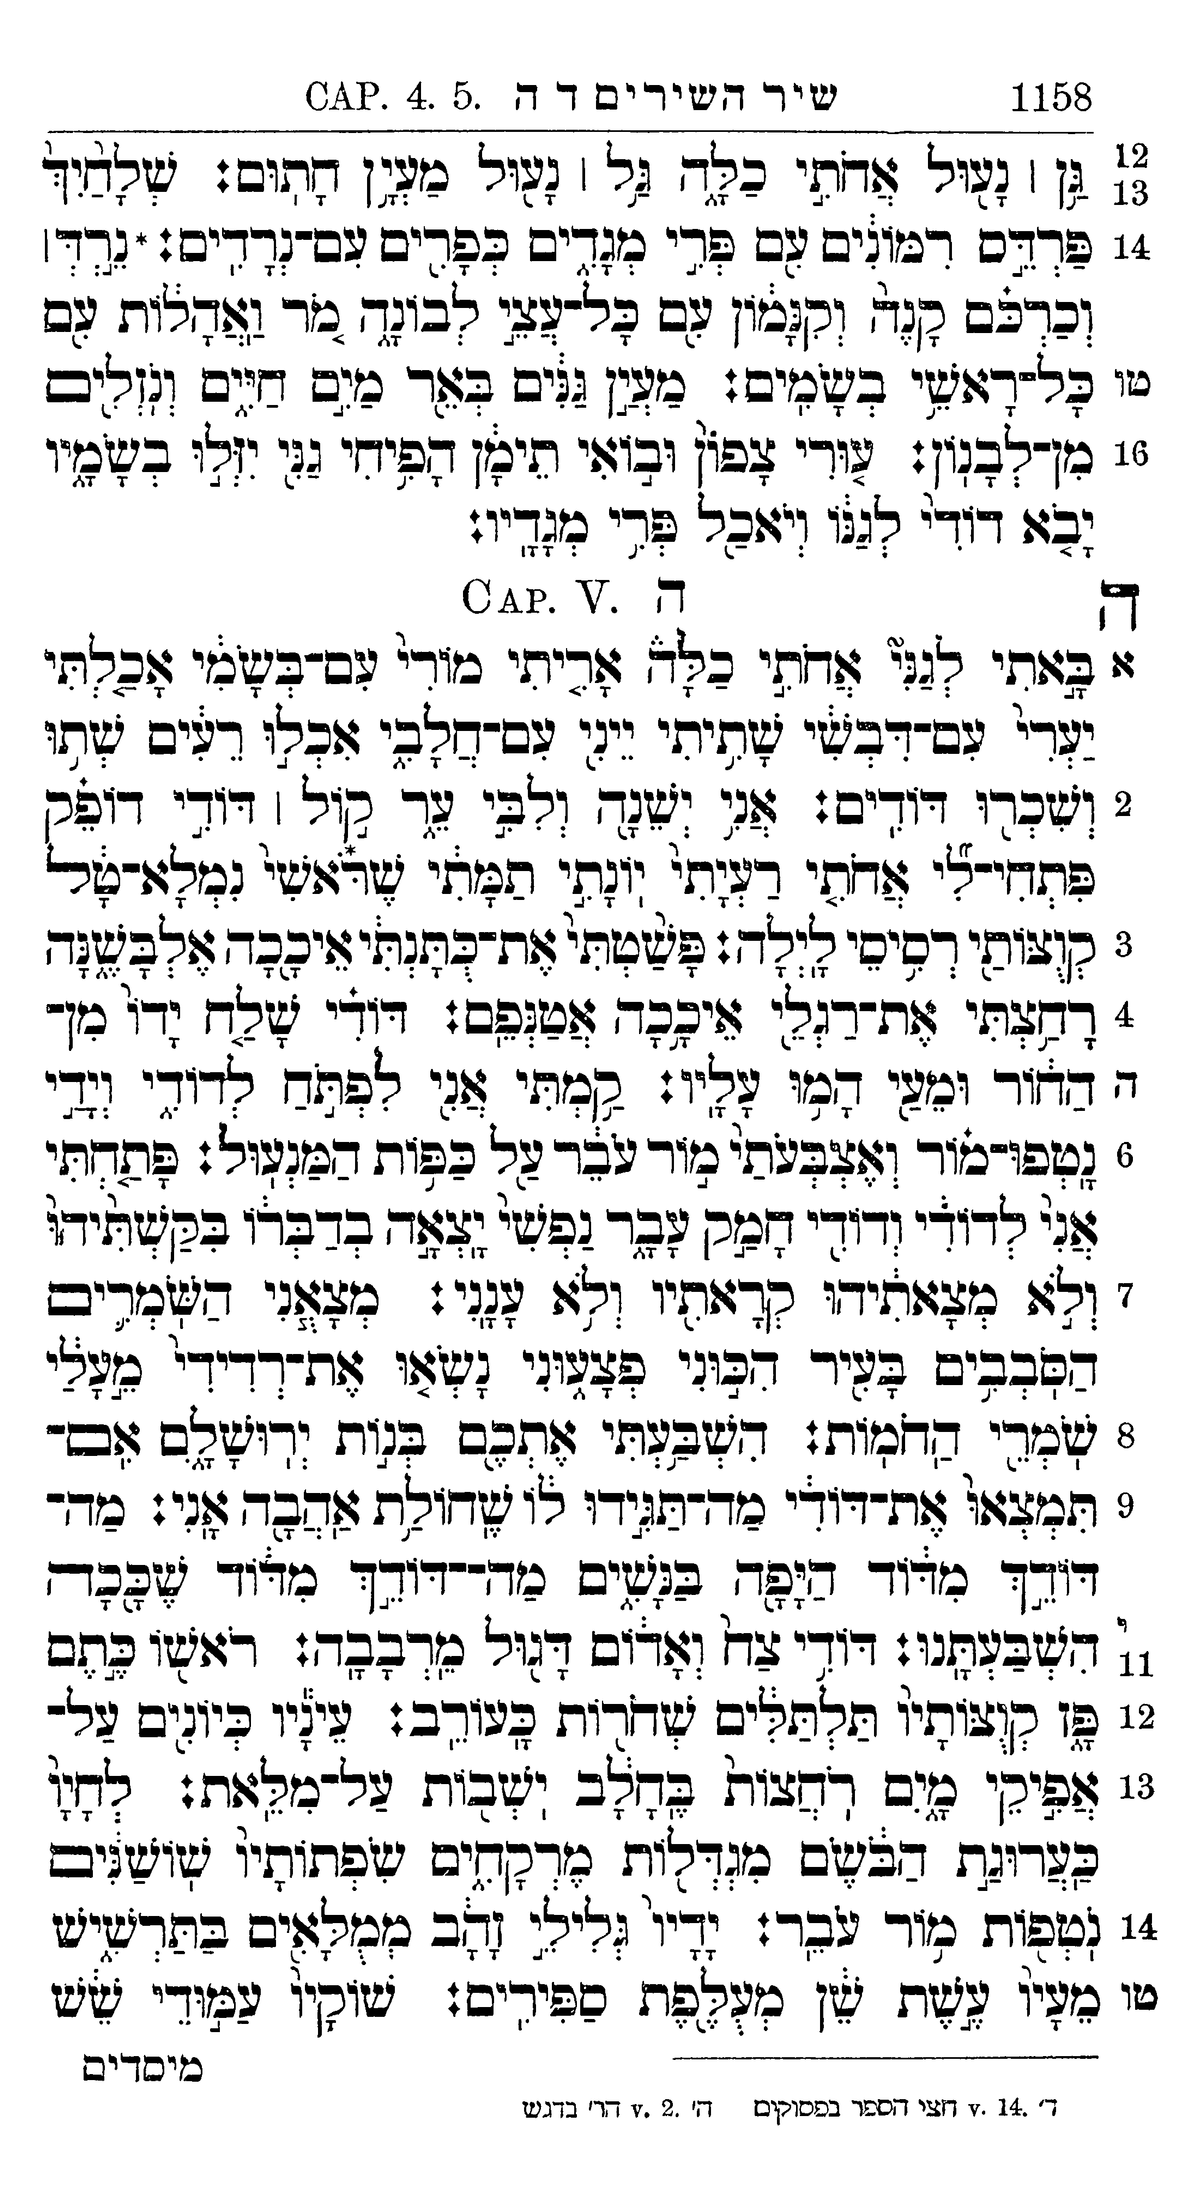 1158 שיר השירים ד ה CAP. 4. 5.
12 13 גַּ֥ן ׀ נָע֖וּל אֲחֹתִ֣י כַלָּ֑ה גַּ֥ל ׀ נָע֖וּל מַעְיָ֥ן חָתֽוּם׃ שְׁלָחַ֙יִךְ֙
14 פַּרְדֵּ֣ס רִמּוֹנִ֔ים עִ֖ם פְּרִ֣י מְגָדִ֑ים כְּפָרִ֖ים עִם־נְרָדִֽים׃ *נֵ֣רְדְּ ׀
וְכַרְכֹּ֗ם קָנֶה֙ וְקִנָּמ֔וֹן עִ֖ם כָּל־עֲצֵ֣י לְבוֹנָ֑ה מֹ֚ר וַאֲהָל֔וֹת עִ֖ם
טו כָּל־רָאשֵׁ֥י בְשָׂמִֽים׃ מַעְיַ֣ן גַּנִּ֔ים בְּאֵ֖ר מַ֣יִם חַיִּ֑ים וְנֹזְלִ֖ים
16 מִן־לְבָנֽוֹן׃ ע֤וּרִי צָפוֹן֙ וּב֣וֹאִי תֵימָ֔ן הָפִ֥יחִי גַנִּ֖י יִזְּל֣וּ בְשָׂמָ֑יו
יָבֹ֤א דוֹדִי֙ לְגַנּ֔וֹ וְיֹאכַ֖ל פְּרִ֥י מְגָדָֽיו׃
ה CAP. V. ה
א בָּ֣אתִי לְגַנִּי֮ אֲחֹתִ֣י כַלָּה֒ אָרִ֤יתִי מוֹרִי֙ עִם־בְּשָׂמִ֔י אָכַ֤לְתִּי
יַעְרִי֙ עִם־דִּבְשִׁ֔י שָׁתִ֥יתִי יֵינִ֖י עִם־חֲלָבִ֑י אִכְל֣וּ רֵעִ֔ים שְׁת֥וּ
2 וְשִׁכְר֖וּ דּוֹדִֽים׃ אֲנִ֥י יְשֵׁנָ֖ה וְלִבִּ֣י עֵ֑ר ק֣וֹל ׀ דּוֹדִ֣י דוֹפֵ֗ק
פִּתְחִי־לִ֞י אֲחֹתִ֤י רַעְיָתִי֙ יוֹנָתִ֣י תַמָּתִ֔י *שֶׁרֹּאשִׁי֙ נִמְלָא־טָ֔ל
3 קְוֻצּוֹתַ֖י רְסִ֥יסֵי לָֽיְלָה׃ פָּשַׁ֙טְתִּי֙ אֶת־כֻּתָּנְתִּ֔י אֵיכָ֖כָה אֶלְבָּשֶׁ֑נָּה
4 רָחַ֥צְתִּי אֶת־רַגְלַ֖י אֵיכָ֥כָה אֲטַנְּפֵֽם׃ דּוֹדִ֗י שָׁלַ֤ח יָדוֹ֙ מִן־
ה הַחֹ֔ור וּמֵעַ֖י הָמ֥וּ עָלָֽיו׃ קַ֥מְתִּֽי אֲנִ֖י לִפְתֹּ֣חַ לְדוֹדִ֑י וְיָדַ֣י
6 נָֽטְפוּ־מ֗וֹר וְאֶצְבְּעֹתַי֙ מ֣וֹר עֹבֵ֔ר עַ֖ל כַּפּ֥וֹת הַמַּנְעֽוּל׃ פָּתַ֤חְתִּי
אֲנִי֙ לְדוֹדִ֔י וְדוֹדִ֖י חָמַ֣ק עָבָ֑ר נַפְשִׁי֙ יָֽצְאָ֣ה בְדַבְּר֔וֹ בִּקַּשְׁתִּ֙יהוּ֙
7 וְלֹ֣א מְצָאתִ֔יהוּ קְרָאתִ֖יו וְלֹ֥א עָנָֽנִי׃ מְצָאֻ֧נִי הַשֹּׁמְרִ֛ים
הַסֹּבְבִ֥ים בָּעִ֖יר הִכּ֣וּנִי פְצָע֑וּנִי נָשְׂא֤וּ אֶת־רְדִידִי֙ מֵֽעָלַ֔י
8 שֹׁמְרֵ֖י הַחֹמֽוֹת׃ הִשְׁבַּ֥עְתִּי אֶתְכֶ֖ם בְּנ֣וֹת יְרוּשָׁלִָ֑ם אִֽם־
9 תִּמְצְאוּ֙ אֶת־דּוֹדִ֔י מַה־תַּגִּ֣ידוּ ל֔וֹ שֶׁחוֹלַ֥ת אַהֲבָ֖ה אָֽנִי׃ מַה־
דּוֹדֵ֣ךְ מִדּ֔וֹד הַיָּפָ֖ה בַּנָּשִׁ֑ים מַה־דּוֹדֵ֣ךְ מִדּ֔וֹד שֶׁכָּ֖כָה
י 11 הִשְׁבַּעְתָּֽנוּ׃ דּוֹדִ֥י צַח֙ וְאָד֔וֹם דָּג֖וּל מֵרְבָבָֽה׃ רֹאשׁ֖וֹ כֶּ֣תֶם
12 פָּ֑ז קְוֻצּוֹתָיו֙ תַּלְתַּלִּ֔ים שְׁחֹר֖וֹת כָּעוֹרֵֽב׃ עֵינָ֕יו כְּיוֹנִ֖ים עַל־
13 אֲפִ֣יקֵי מָ֑יִם רֹֽחֲצוֹת֙ בֶּֽחָלָ֔ב יֹשְׁב֖וֹת עַל־מִלֵּֽאת׃ לְחָיָו֙
כַּעֲרוּגַ֣ת הַבֹּ֔שֶׂם מִגְדְּל֖וֹת מֶרְקָחִ֑ים שִׂפְתוֹתָיו֙ שֽׁוֹשַׁנִּ֔ים
14 נֹטְפ֖וֹת מ֥וֹר עֹבֵֽר׃ יָדָיו֙ גְּלִילֵ֣י זָהָ֔ב מְמֻלָּאִ֖ים בַּתַּרְשִׁ֑ישׁ
טו מֵעָיו֙ עֶ֣שֶׁת שֵׁ֔ן מְעֻלֶּ֖פֶת סַפִּירִֽים׃ שׁוֹקָיו֙ עַמּ֣וּדֵי שֵׁ֔שׁ
מיסדים
ד׳ v. 14. חצי הספר בפסוקים ה׳ v. 2. הר׳ בדגש